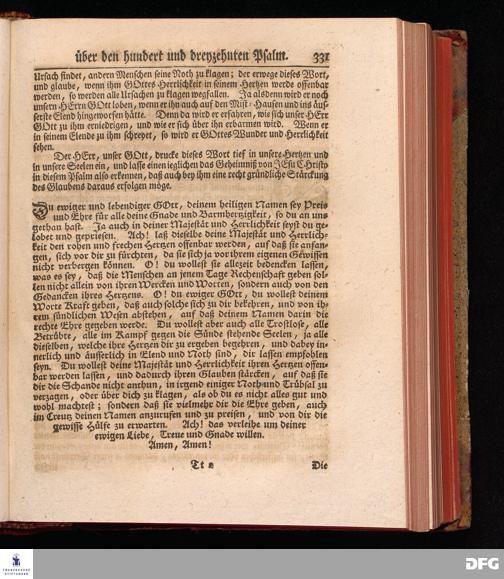 über den hundert und dreyzehnten Psalm. 331
Ursach findet, andern Menschen seine Noth zu klagen; der erwege dieses Wort,
und glaube, wenn ihm GOttes Herrlichkeit in seinem Hertzen werde offenbar
werden, so werden alle Ursachen zu klagen wegfallen. Ja alsdenn wird er noch
unsern HErrn GOtt loben, wenn er ihn auch auf den Mist-Hausen und ins äus-
serste Elend hingeworfen hätte. Denn da wird er erfahren, wie sich unser HErr
GOtt zu ihm erniedrigen, und wie er sich über ihn erbarmen wird. Wenn er
in seinem Elende zu ihm schreyet, so wird er GOttes Wunder und Herrlichkeit
sehen.
Der HErr, unser GOtt, drucke dieses Wort tief in unsere Hertzen und
in unsere Seelen ein, und lasse einen ieglichen das Geheimniß von JEsu Christo
in diesem Psalm also erkennen, daß auch bey ihm eine recht gründliche Stärckung
des Glaubens daraus erfolgen möge.
Du ewiger und lebendiger GOtt, deinem heiligen Namen sey Preis
und Ehre für alle deine Gnade und Barmherzigkeit, so du an uns
gethan hast. Ja auch in deiner Majestät und Herrlichkeit seyst du ge-
lobet und gepriesen. Ach! laß dieselbe deine Majestät und Herrlich-
keit den rohen und frechen Hertzen offenbar werden, auf daß sie anfan-
gen, sich vor dir zu fürchten, da sie sich ja vor ihrem eigenen Gewissen
nicht verbergen können. O! du wollest sie allezeit bedencken lassen,
was es sey, daß die Menschen an jenem Tage Rechenschaft geben sol-
len nicht allein von ihren Wercken und Worten, sondern auch von den
Gedancken ihres Hertzens. O! du ewiger GOtt, du wollest deinem
Worte Kraft geben, daß auch solche sich zu dir bekehren, und von ih-
rem sündlichen Wesen abstehen, auf daß deinem Namen darin die
rechte Ehre gegeben werde. Du wollest aber auch alle Trostlose, alle
Betrübte, alle im Kampf gegen die Sünde stehende Seelen, ja alle
dieselben, welche ihre Hertzen dir zu ergeben begehren, und dabey in-
nerlich und äusserlich in Elend und Noth sind, dir lassen empfohlen
seyn. Du wollest deine Majestät und Herrlichkeit ihren Hertzen offen-
bar werden lassen, und dadurch ihren Glauben stärcken, auf daß sie
dir die Schande nicht anthun, in irgend einiger Noth und Trübsal zu
verzagen, oder über dich zu klagen, als ob du es nicht alles gut und
wohl machtest; sondern daß sie vielmehr dir die Ehre geben, auch
im Creutz deinen Namen anzurufen und zu preisen, und von dir die
gewisse Hülfe zu erwarten. Ach! das verleihe um deiner
ewigen Liebe, Treue und Gnade willen.
Amen, Amen!
Tt 2 Die
FRANCKESCHE
STIFTUNGEN
DFG